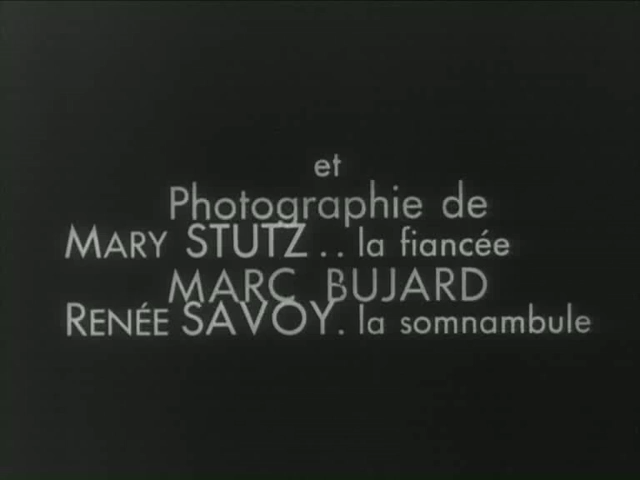 et
Photographie de
MARY STUTZ .. la fiancée
MARC BUJARD
RENÉE SAVOY. la somnambule